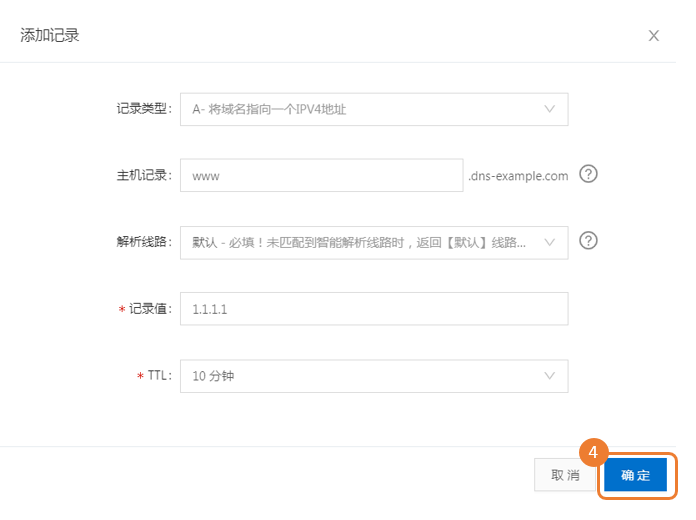 添加记录
记录类型: A- 将域名指向一个IPV4地址
主机记录: www .dns-example.com ?
解析线路: 默认 - 必填！未匹配到智能解析线路时，返回【默认】线路... ?
* 记录值: 1.1.1.1
* TTL: 10 分钟
4
取 消 确 定